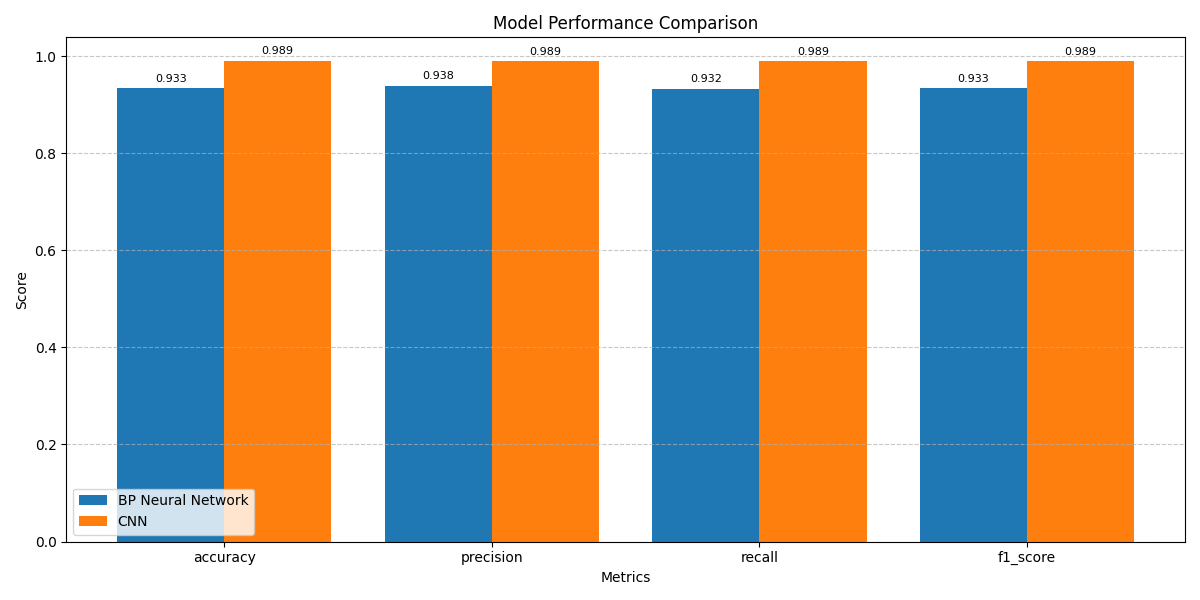 Model Performance Comparison
0.933
0.989
0.938
0.989
0.932
0.989
0.933
0.989
1.0
0.8
0.6
0.4
0.2
0.0
Score
BP Neural Network
CNN
accuracy
precision
recall
f1_score
Metrics